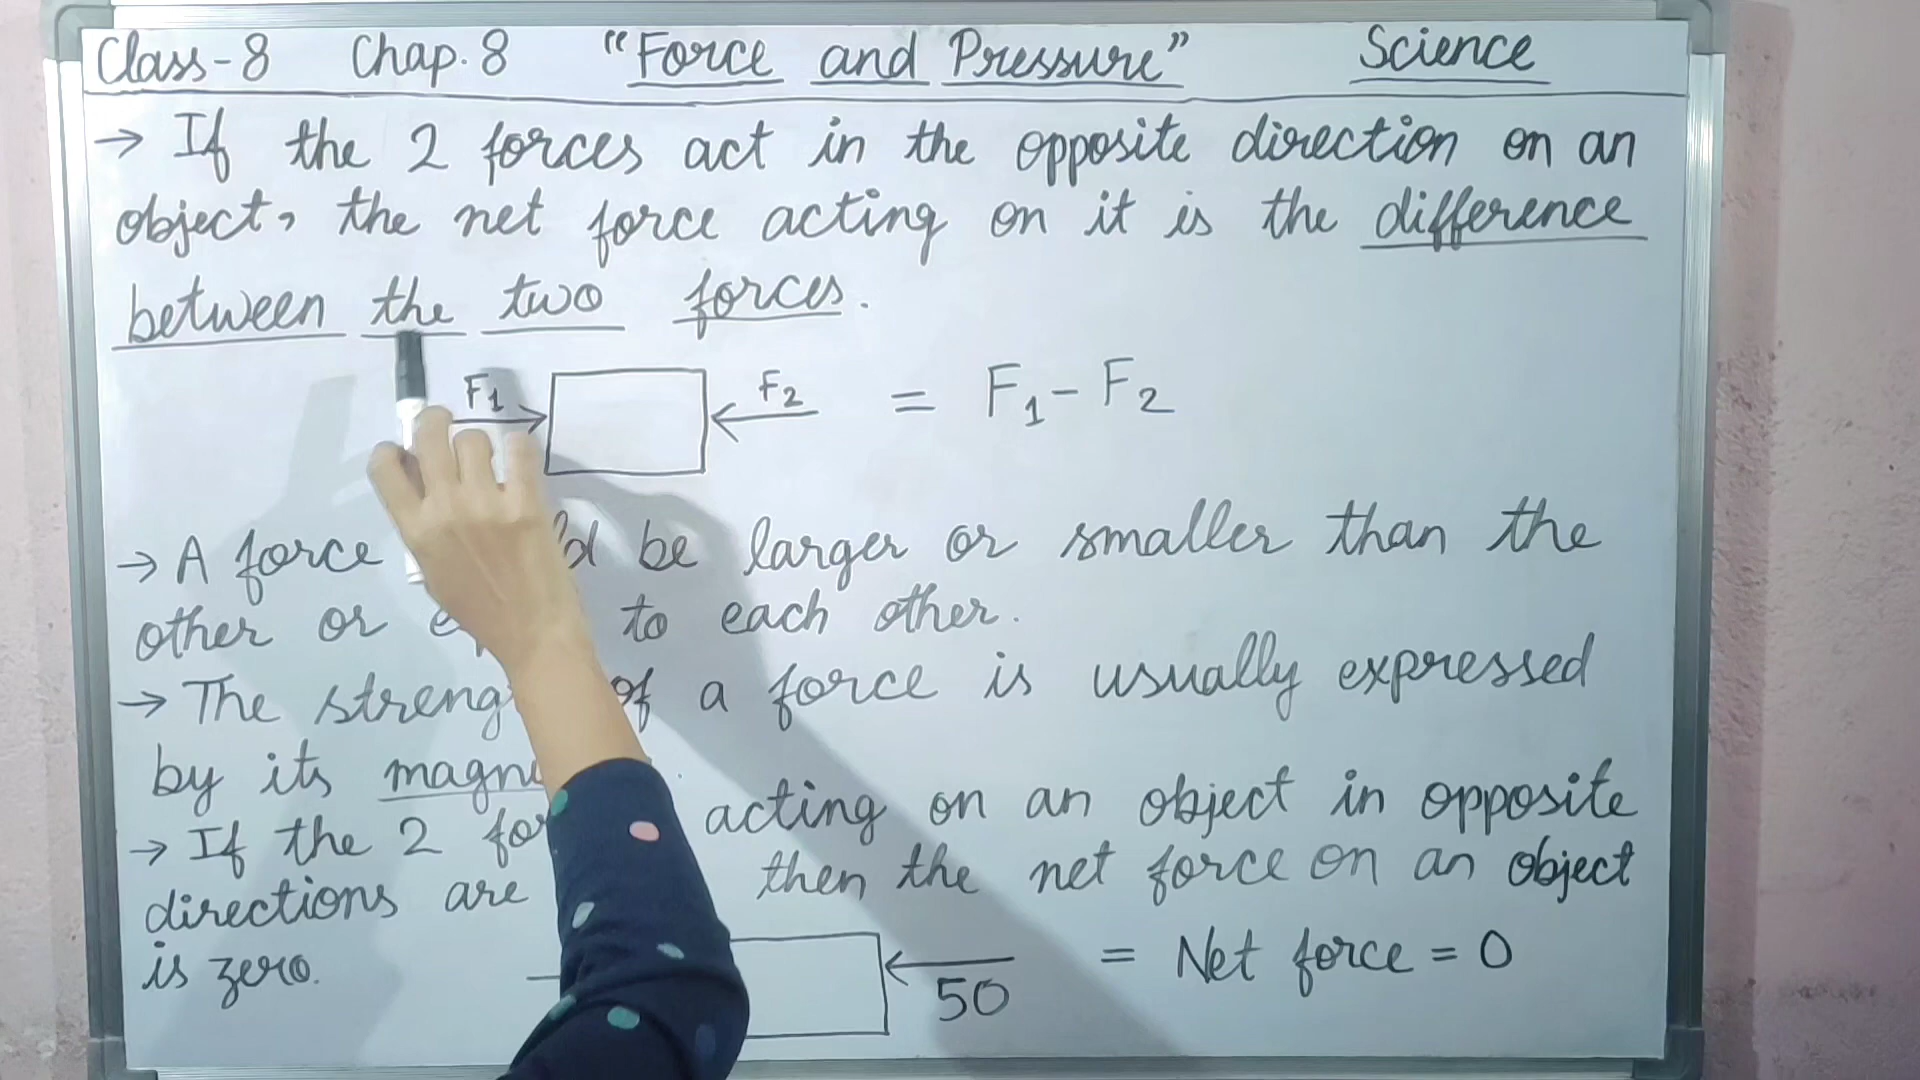 Class-8 Chap. 8 "Force and Pressure" Science
→ If the 2 forces act in the opposite direction on an
object, the net force acting on it is the difference
between the two forces.
F1 F2 = F1 - F2
→ A force be larger or smaller than the
other or to each other.
→ The of a force is usually expressed
by its
→ If the 2 acting on an object in opposite
directions are then the net force on an object
is zero.
50 = Net force = 0